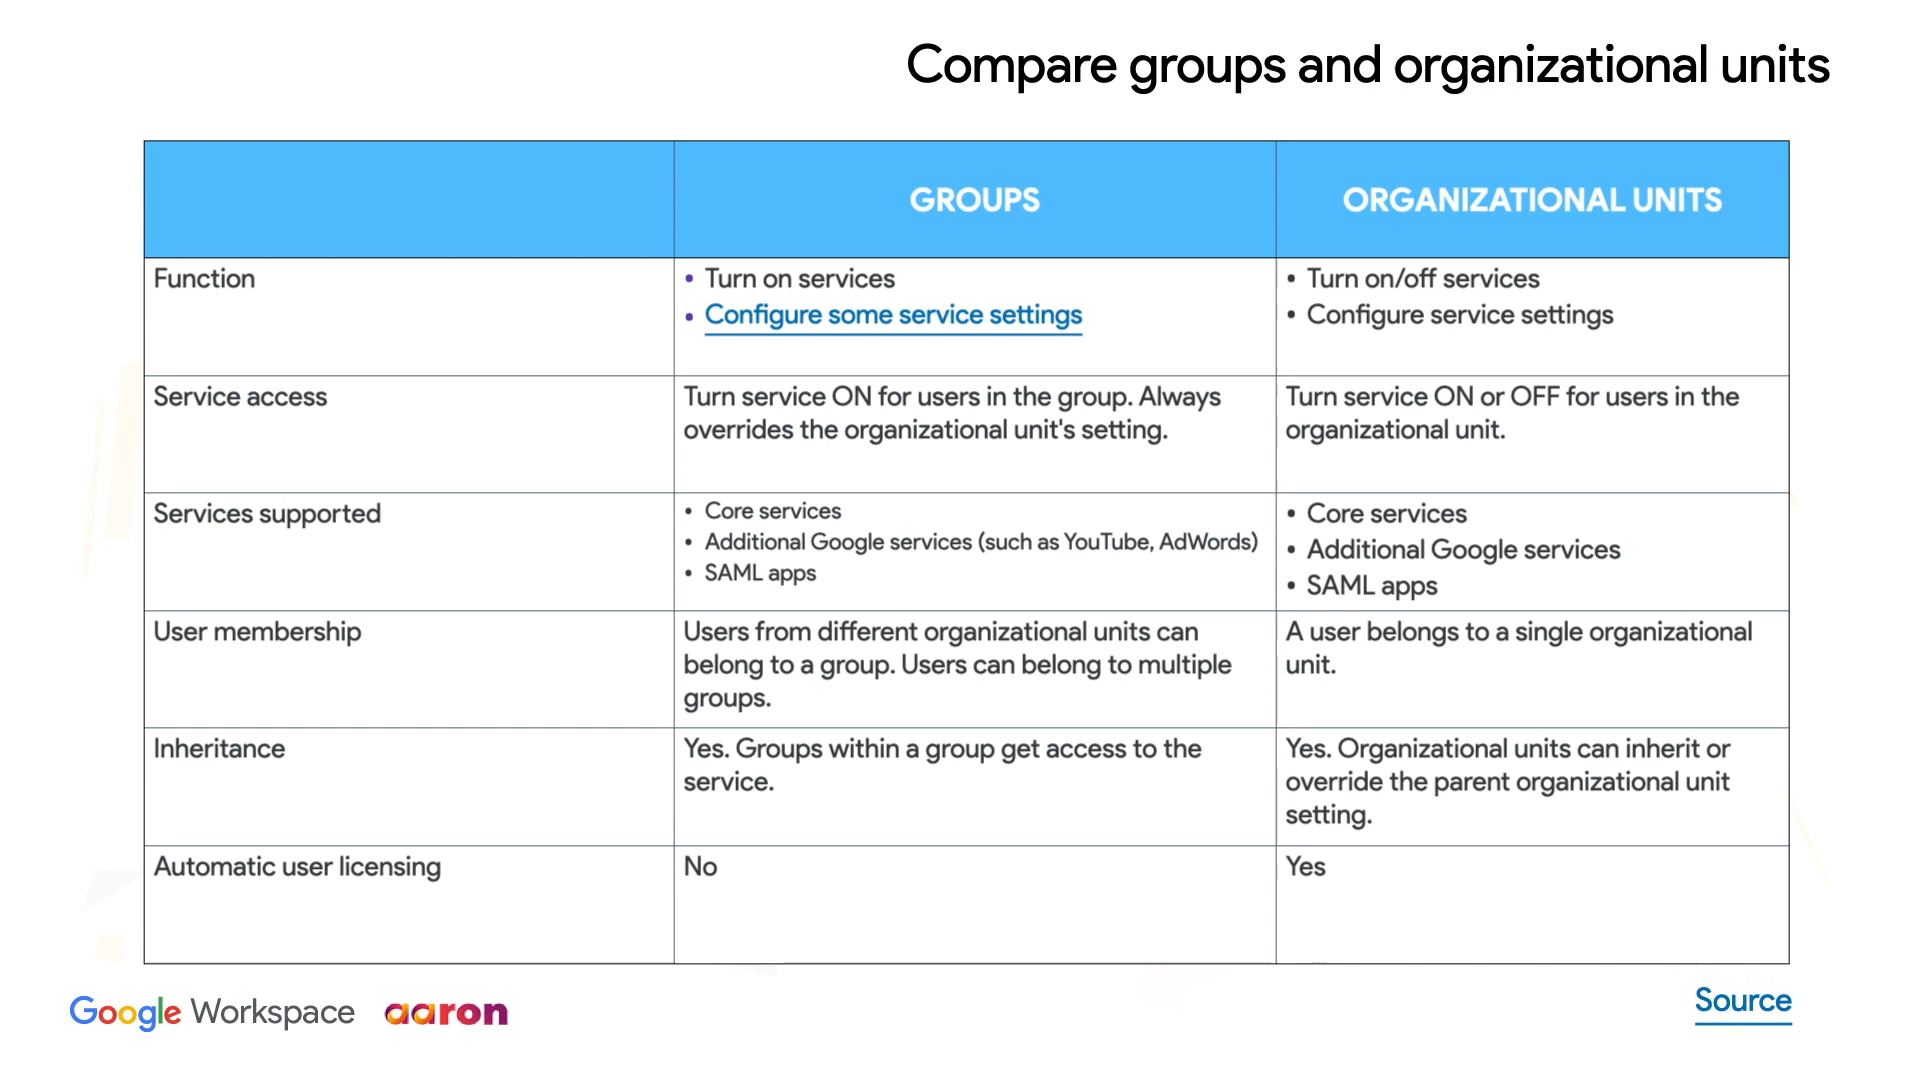 Compare groups and organizational units
GROUPS
ORGANIZATIONAL UNITS
Function
• Turn on services
• Configure some service settings
• Turn on/off services
• Configure service settings
Service access
Turn service ON for users in the group. Always
overrides the organizational unit's setting.
Turn service ON or OFF for users in the
organizational unit.
Services supported
• Core services
• Additional Google services (such as YouTube, AdWords)
• SAML apps
• Core services
• Additional Google services
• SAML apps
User membership
Users from different organizational units can
belong to a group. Users can belong to multiple
groups.
A user belongs to a single organizational
unit.
Inheritance
Yes. Groups within a group get access to the
service.
Yes. Organizational units can inherit or
override the parent organizational unit
setting.
Automatic user licensing
No
Yes
Google Workspace
aaron
Source